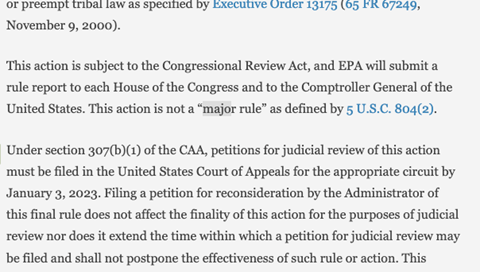 or preempt tribal law as specified by Executive Order 13175 (65 FR 67249,
November 9, 2000).
This action is subject to the Congressional Review Act, and EPA will submit a
rule report to each House of the Congress and to the Comptroller General of the
United States. This action is not a “major rule” as defined by 5 U.S.C. 804(2).
Under section 307(b)(1) of the CAA, petitions for judicial review of this action
must be filed in the United States Court of Appeals for the appropriate circuit by
January 3, 2023. Filing a petition for reconsideration by the Administrator of
this final rule does not affect the finality of this action for the purposes of judicial
review nor does it extend the time within which a petition for judicial review may
be filed and shall not postpone the effectiveness of such rule or action. This